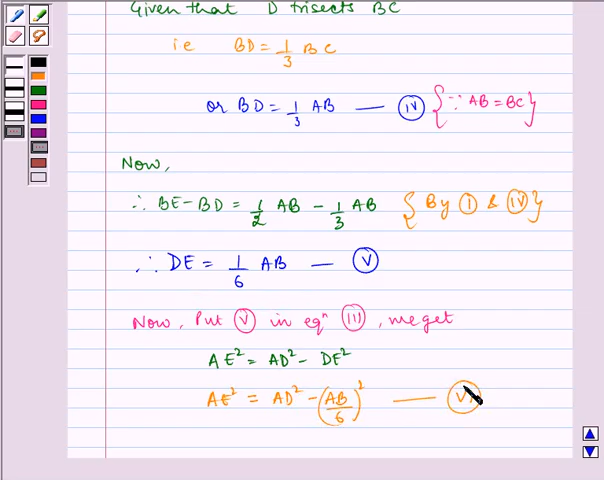 Given that D trisects BC
ie BD = 1/3 BC
or BD = 1/3 AB — (IV) {∵ AB = BC}
Now,
∴ BE - BD = 1/2 AB - 1/3 AB {By (I) & (IV)}
∴ DE = 1/6 AB — (V)
Now, Put (V) in eqⁿ (III), we get
AE² = AD² - DE²
AE² = AD² - (AB/6)² —